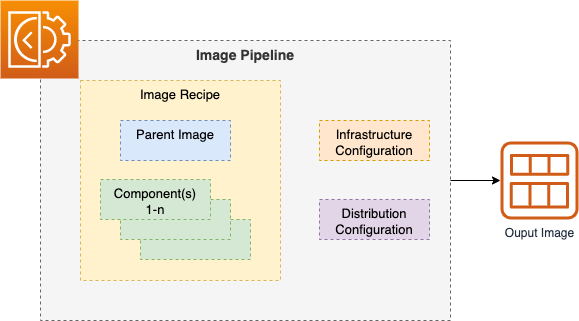 Image Pipeline
Image Recipe
Parent Image
Component(s)
1-n
Infrastructure
Configuration
Distribution
Configuration
Ouput Image